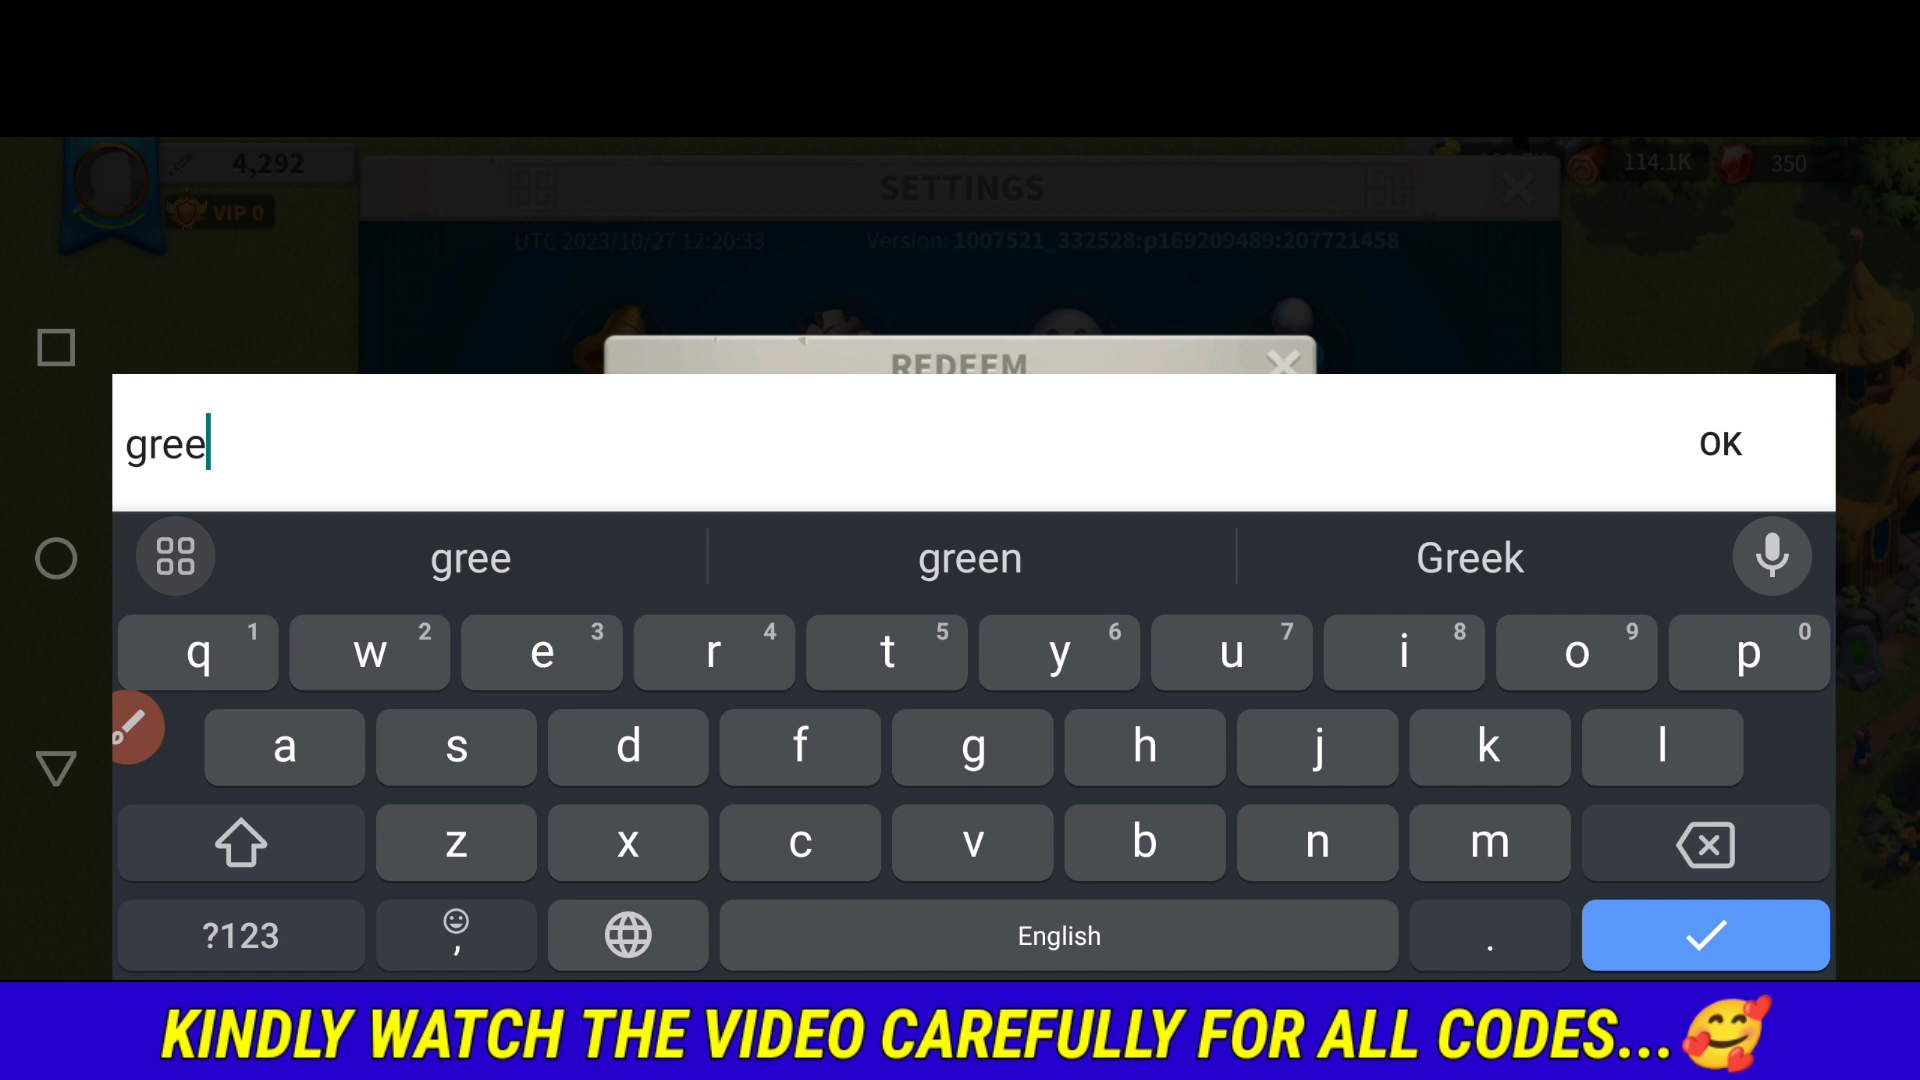 4,292
VIP 0
SETTINGS
114.1K
350
UTC 2023/10/27 12:20:33
Version: 1007521_332528:p169209489:207721458
REDEEM
gree
OK
gree
green
Greek
q 1 w 2 e 3 r 4 t 5 y 6 u 7 i 8 o 9 p 0
a s d f g h j k l
z x c v b n m
?123 , English .
KINDLY WATCH THE VIDEO CAREFULLY FOR ALL CODES...🥰